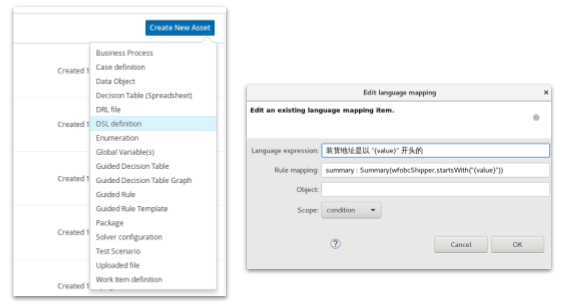 Create New Asset
Business Process
Case definition
Created 1
Data Object
Decision Table (Spreadsheet)
DRL file
Created 1
DSL definition
Enumeration
Global Variable(s)
Guided Decision Table
Created 1
Guided Decision Table Graph
Guided Rule
Guided Rule Template
Package
Created 1
Solver configuration
Test Scenario
Uploaded file
Work Item definition
Created 1
Edit language mapping
×
Edit an existing language mapping item.
Language expression: 装货地址是以 "{value}" 开头的
Rule mapping: summary : Summary(wfobcShipper.startsWith("{value}"))
Object:
Scope: condition
? Cancel OK